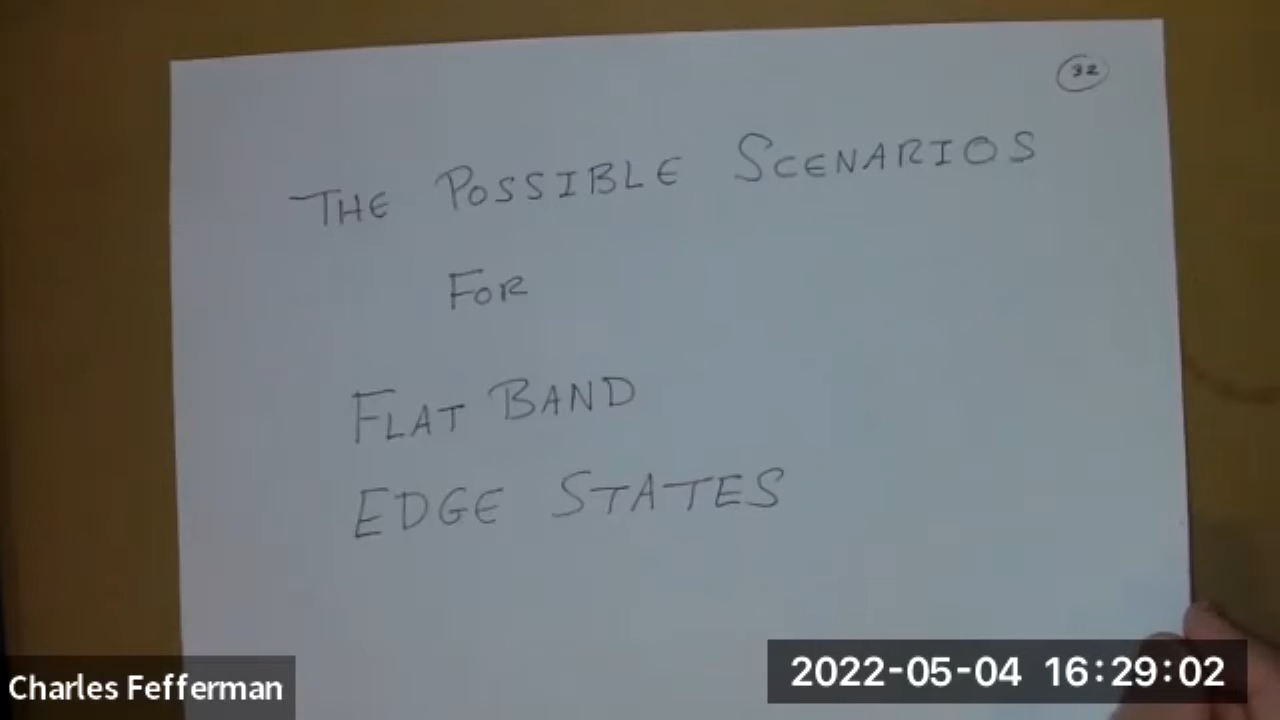 32
THE POSSIBLE SCENARIOS
FOR
FLAT BAND
EDGE STATES
Charles Fefferman
2022-05-04 16:29:02